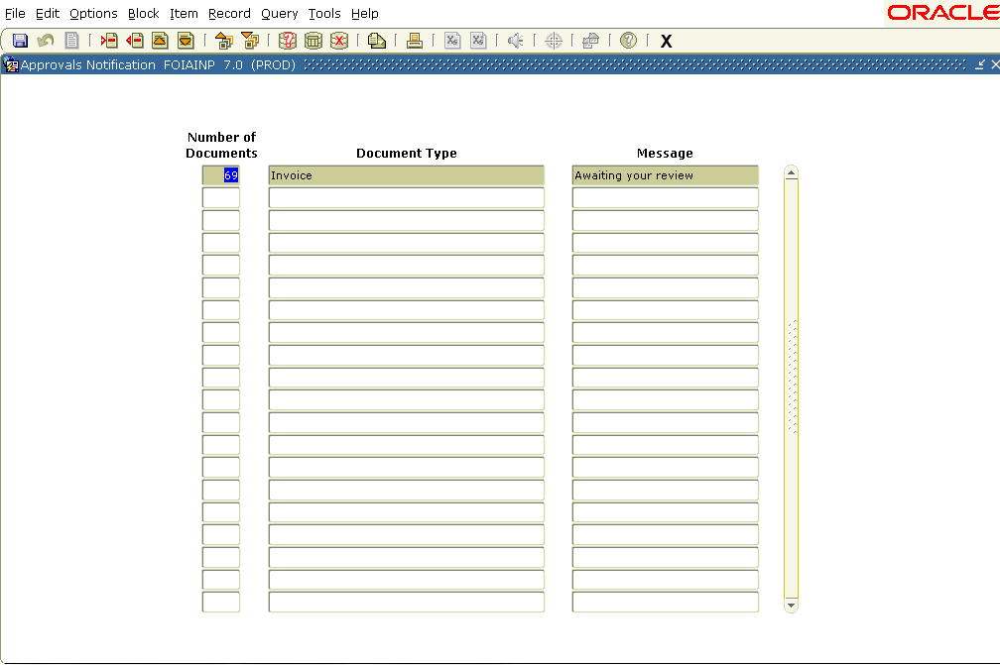 File Edit Options Block Item Record Query Tools Help
ORACLE
X
Approvals Notification FOIAINP 7.0 (PROD)
Number of
Documents Document Type Message
69 Invoice Awaiting your review